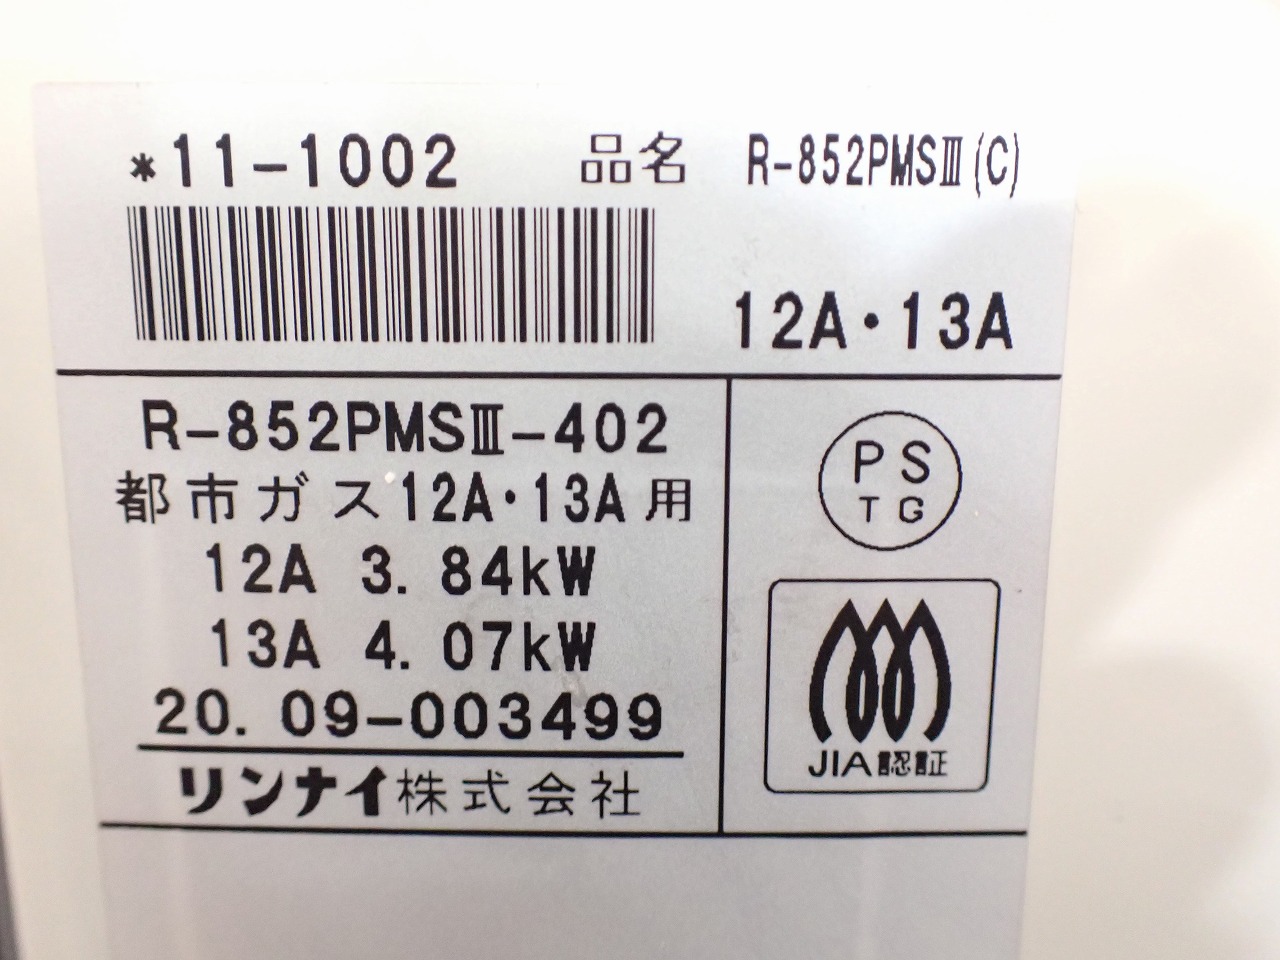 *11-1002 品名 R-852PMSⅢ(C)
12A・13A
R-852PMSⅢ-402
都市ガス12A・13A用
12A 3.84kW
13A 4.07kW
20.09-003499
リンナイ株式会社
PS
TG
JIA認証